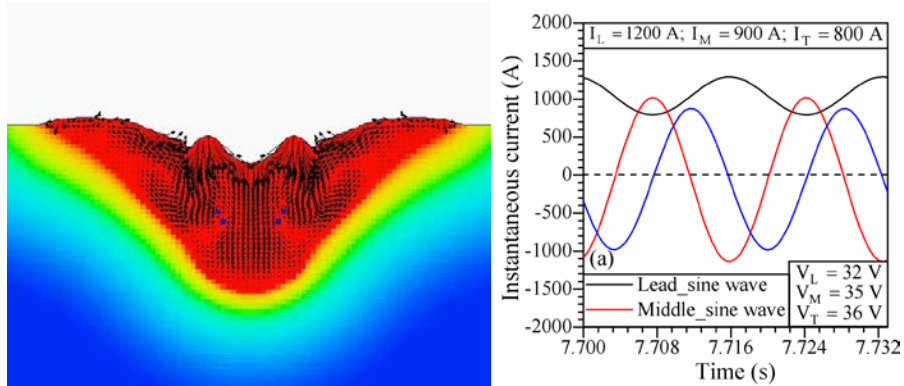 I_L = 1200 A; I_M = 900 A; I_T = 800 A
Instantaneous current (A)
2000
1500
1000
500
0
-500
-1000
-1500
-2000
(a)
Lead_sine wave
Middle_sine wave
V_L = 32 V
V_M = 35 V
V_T = 36 V
7.700 7.708 7.716 7.724 7.732
Time (s)